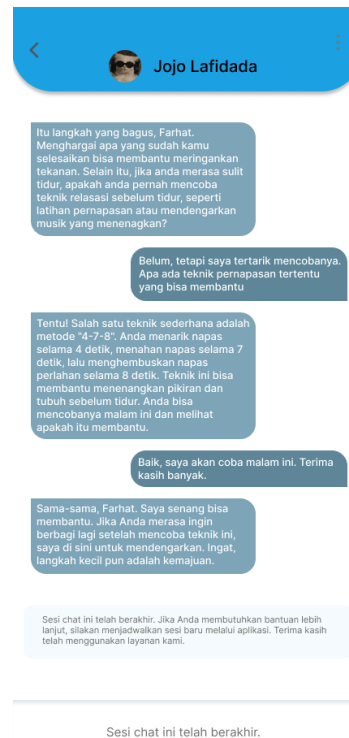 Jojo Lafidada
Itu langkah yang bagus, Farhat.
Menghargai apa yang sudah kamu
selesaikan bisa membantu meringankan
tekanan. Selain itu, jika anda merasa sulit
tidur, apakah anda pernah mencoba
teknik relasasi sebelum tidur, seperti
latihan pernapasan atau mendengarkan
musik yang menenagkan?
Belum, tetapi saya tertarik mencobanya.
Apa ada teknik pernapasan tertentu
yang bisa membantu
Tentu! Salah satu teknik sederhana adalah
metode "4-7-8". Anda menarik napas
selama 4 detik, menahan napas selama 7
detik, lalu menghembuskan napas
perlahan selama 8 detik. Teknik ini bisa
membantu menenangkan pikiran dan
tubuh sebelum tidur. Anda bisa
mencobanya malam ini dan melihat
apakah itu membantu.
Baik, saya akan coba malam ini. Terima
kasih banyak.
Sama-sama, Farhat. Saya senang bisa
membantu. Jika Anda merasa ingin
berbagi lagi setelah mencoba teknik ini,
saya di sini untuk mendengarkan. Ingat,
langkah kecil pun adalah kemajuan.
Sesi chat ini telah berakhir. Jika Anda membutuhkan bantuan lebih
lanjut, silakan menjadwalkan sesi baru melalui aplikasi. Terima kasih
telah menggunakan layanan kami.
Sesi chat ini telah berakhir.